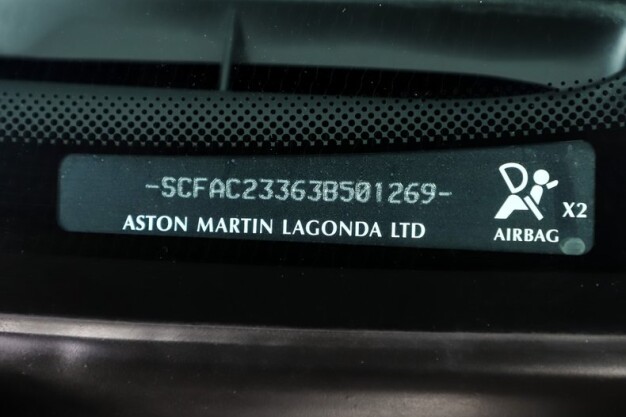 -SCFAC23363B501269-
ASTON MARTIN LAGONDA LTD
X2
AIRBAG